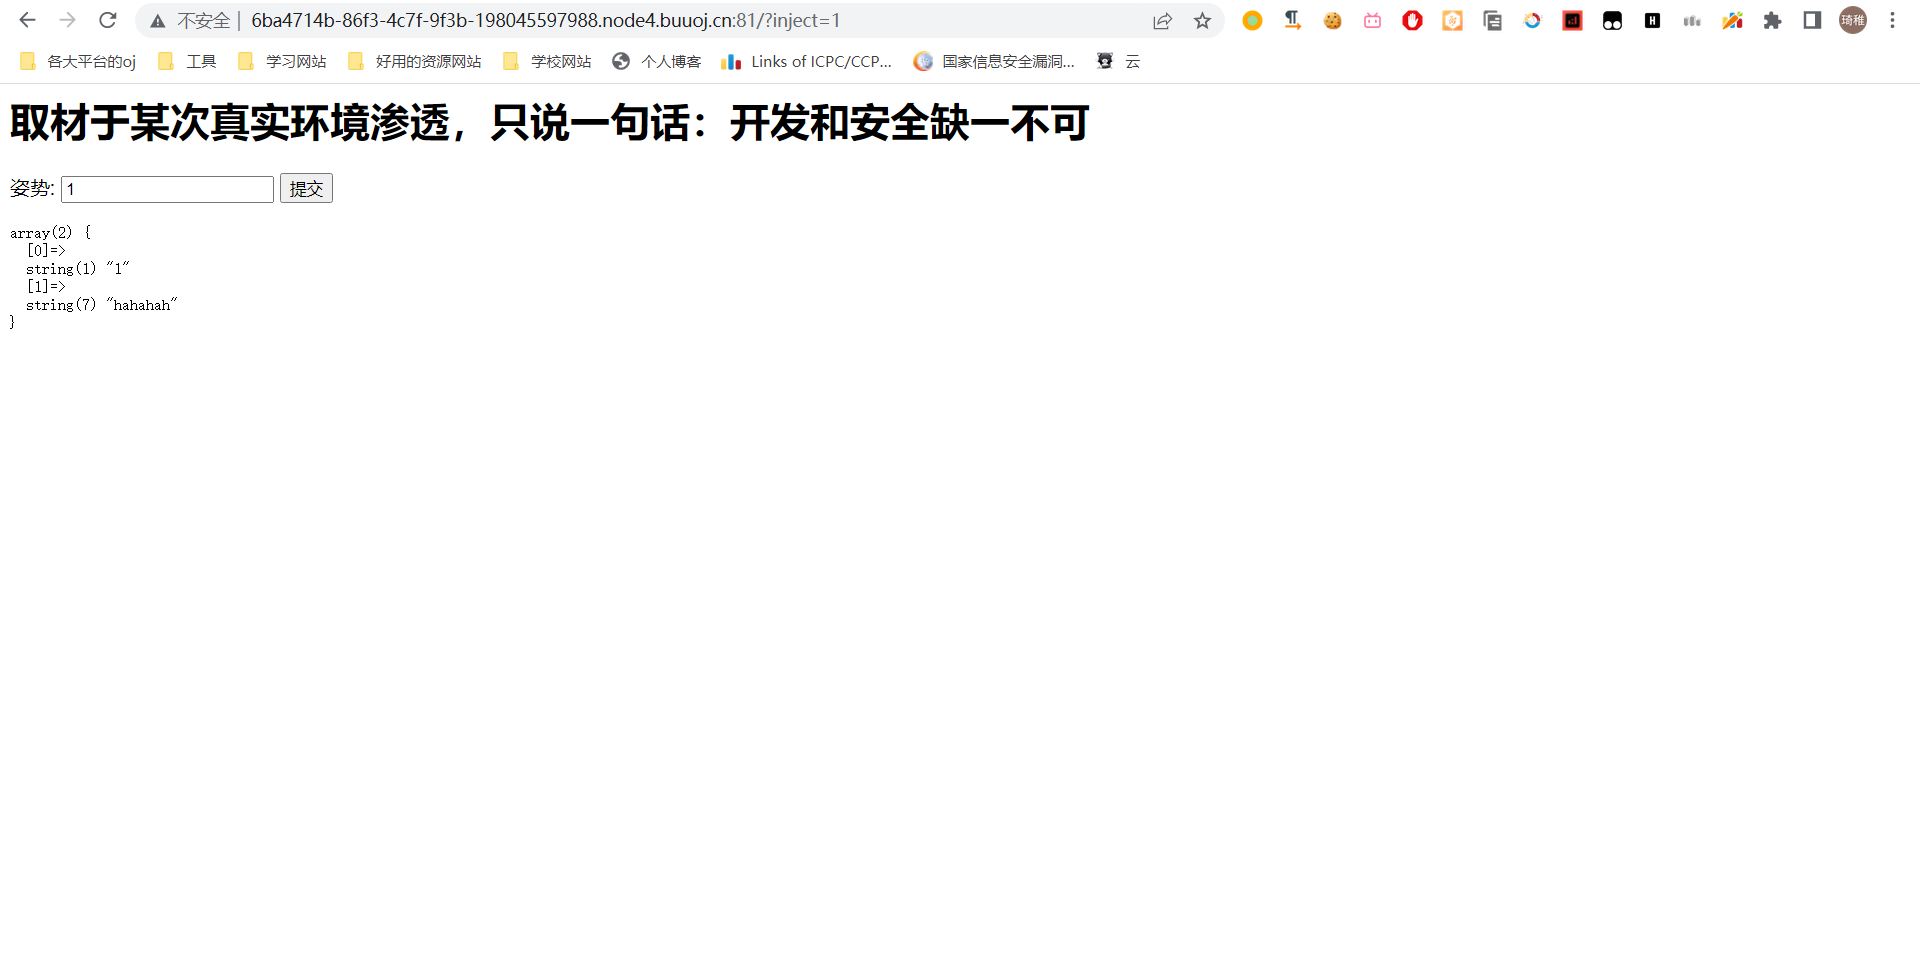 不安全 | 6ba4714b-86f3-4c7f-9f3b-198045597988.node4.buuoj.cn:81/?inject=1
琦稚
各大平台的oj 工具 学习网站 好用的资源网站 学校网站 个人博客 Links of ICPC/CCP... 国家信息安全漏洞... 云
取材于某次真实环境渗透，只说一句话：开发和安全缺一不可
姿势: 1 提交
array(2) {
  [0]=>
  string(1) "1"
  [1]=>
  string(7) "hahahah"
}